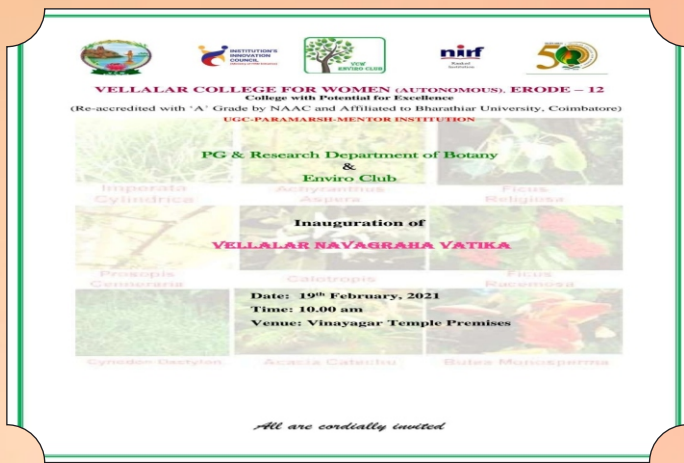 INSTITUTION'S
INNOVATION
COUNCIL
VCW
ENVIRO CLUB
nirf
50
VELLALAR COLLEGE FOR WOMEN (AUTONOMOUS), ERODE – 12
College with Potential for Excellence
(Re-accredited with 'A' Grade by NAAC and Affiliated to Bharathiar University, Coimbatore)
UGC-PARAMARSH-MENTOR INSTITUTION
PG & Research Department of Botany
&
Enviro Club
Imperata
Cylindrica
Achyranthus
Aspera
Ficus
Religiosa
Inauguration of
VELLALAR NAVAGRAHA VATIKA
Prosopis
Calotropis
Ficus
Racemosa
Date: 19th February, 2021
Time: 10.00 am
Venue: Vinayagar Temple Premises
Cynodon Dactylon
Acacia Catechu
Butea Monosperma
All are cordially invited